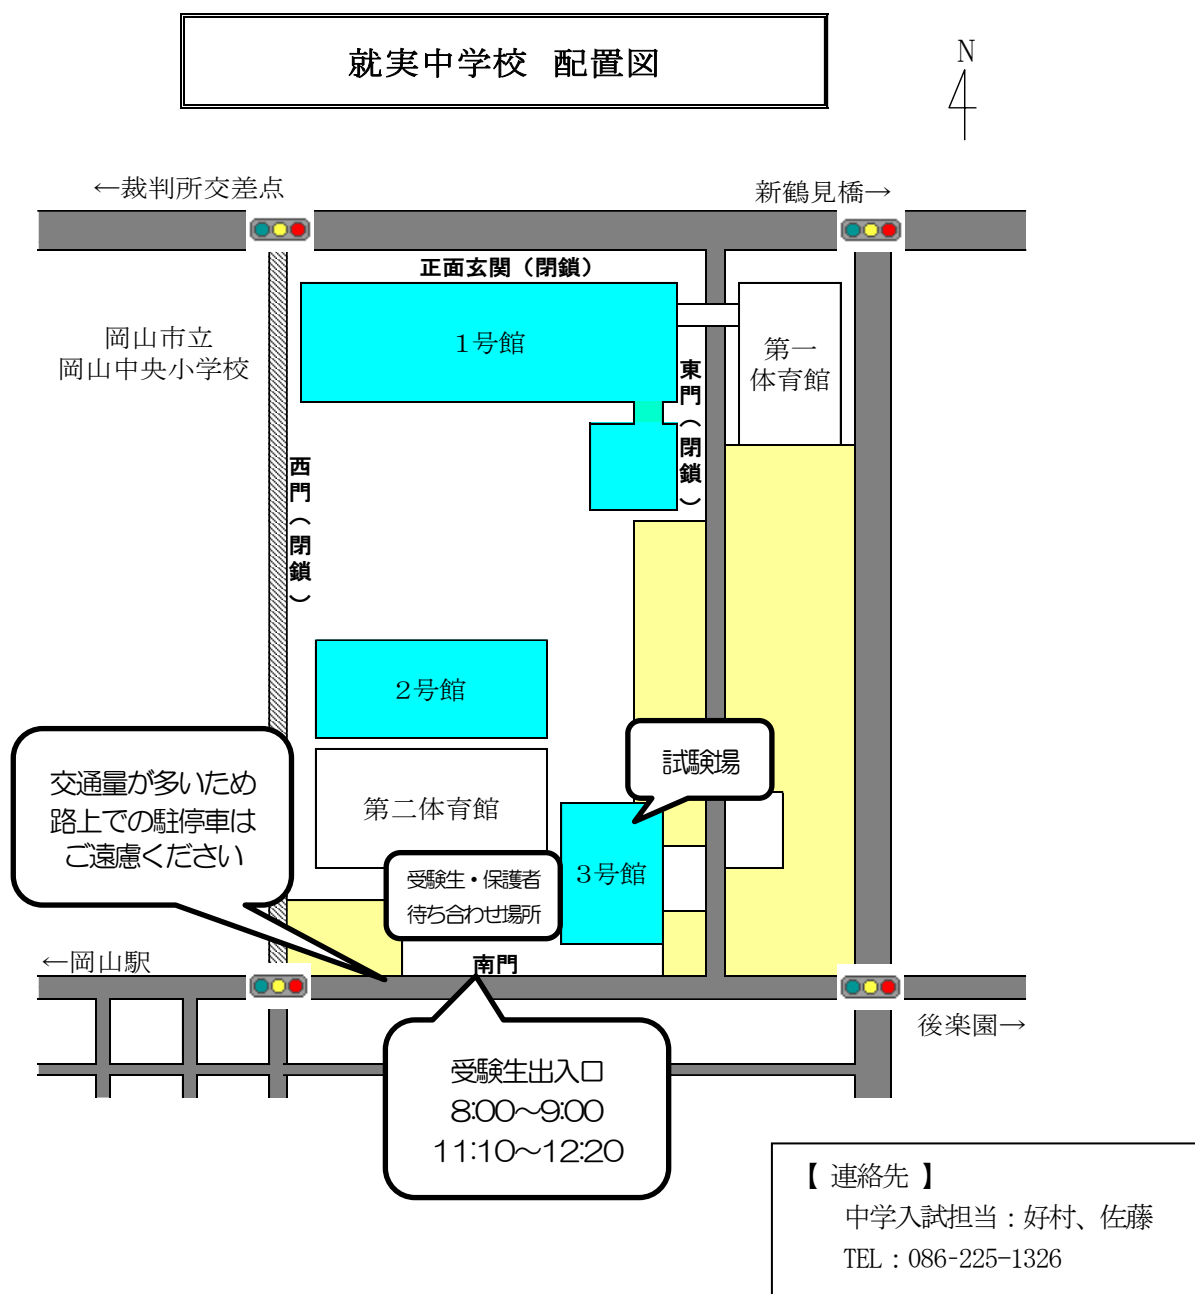 就実中学校 配置図
N
←裁判所交差点
新鶴見橋→
正面玄関（閉鎖）
岡山市立
岡山中央小学校
１号館
第一
体育館
東門（閉鎖）
西門（閉鎖）
２号館
試験場
交通量が多いため
路上での駐停車は
ご遠慮ください
第二体育館
３号館
受験生・保護者
待ち合わせ場所
←岡山駅
南門
後楽園→
受験生出入口
8:00～9:00
11:10～12:20
【 連絡先 】
中学入試担当：好村、佐藤
TEL：086-225-1326